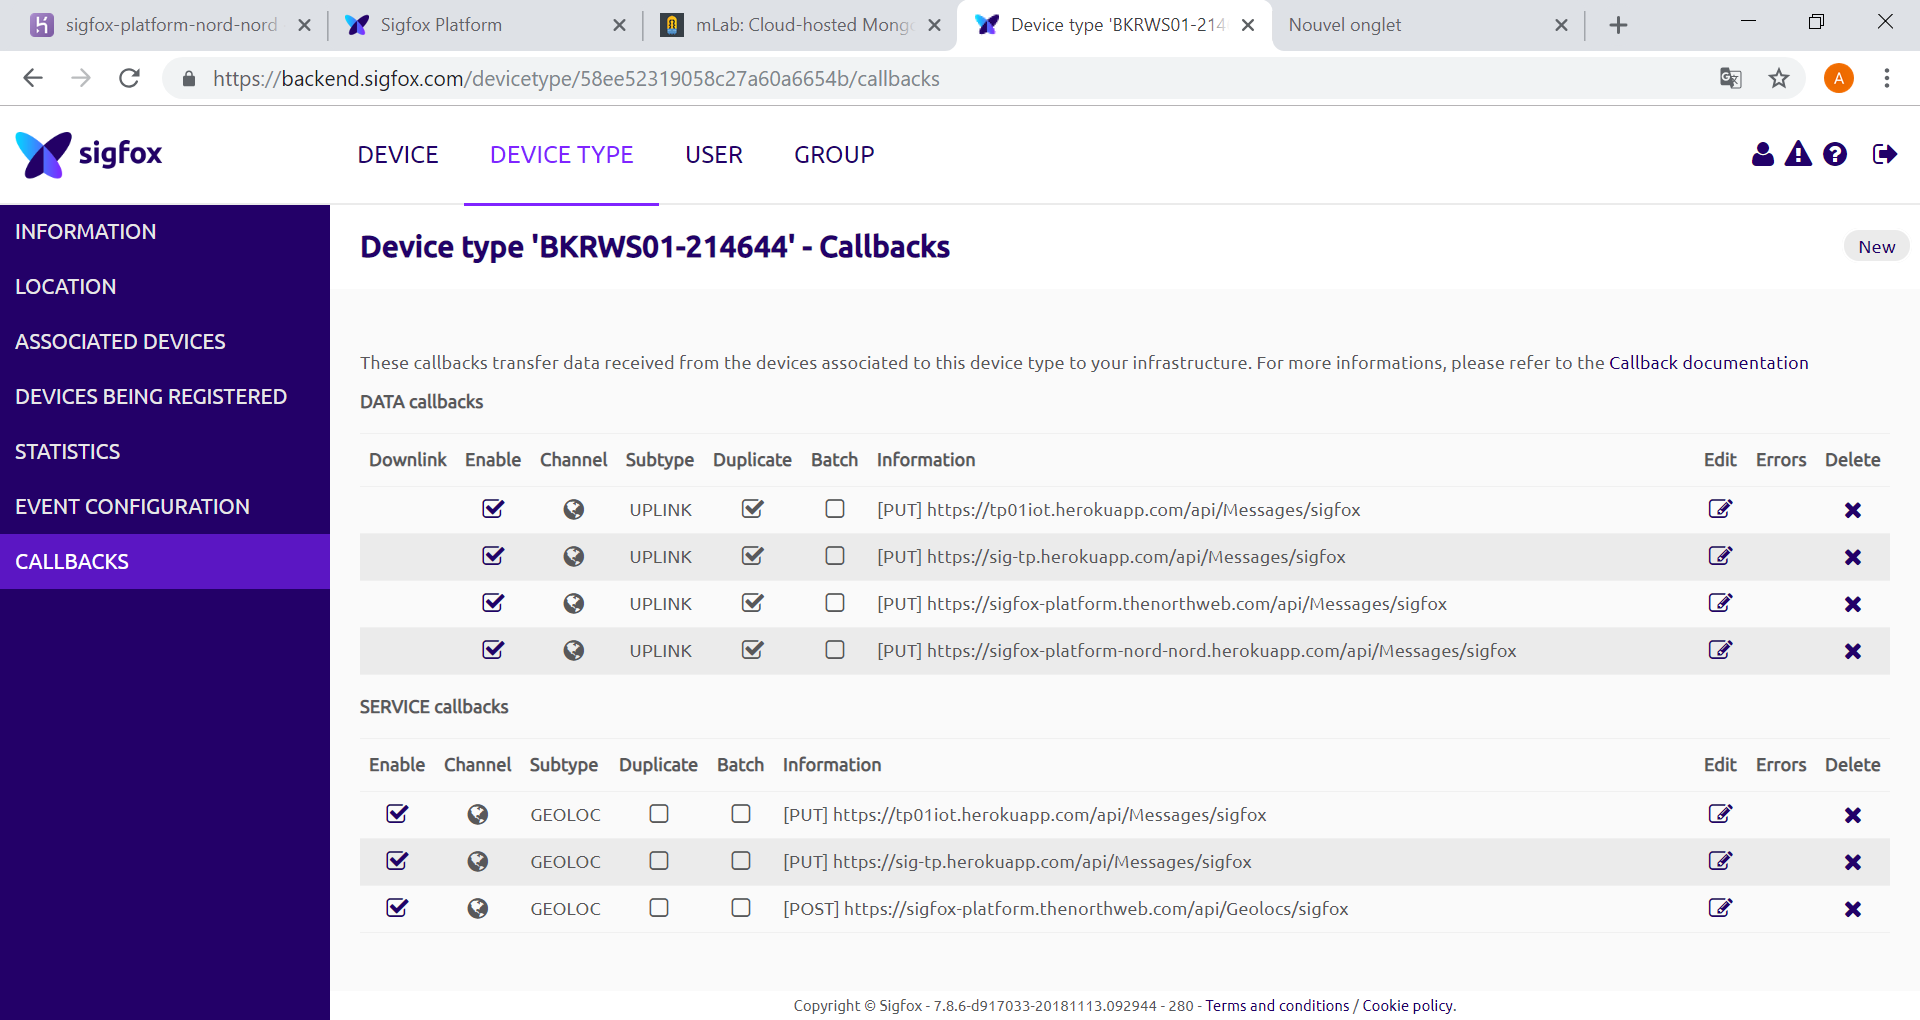 sigfox-platform-nord-nord
Sigfox Platform
mLab: Cloud-hosted Mong
Device type 'BKRWS01-214
Nouvel onglet
https://backend.sigfox.com/devicetype/58ee52319058c27a60a6654b/callbacks
A
sigfox
DEVICE DEVICE TYPE USER GROUP
INFORMATION
LOCATION
ASSOCIATED DEVICES
DEVICES BEING REGISTERED
STATISTICS
EVENT CONFIGURATION
CALLBACKS
Device type 'BKRWS01-214644' - Callbacks
New
These callbacks transfer data received from the devices associated to this device type to your infrastructure. For more informations, please refer to the Callback documentation
DATA callbacks
Downlink Enable Channel Subtype Duplicate Batch Information Edit Errors Delete
UPLINK [PUT] https://tp01iot.herokuapp.com/api/Messages/sigfox
UPLINK [PUT] https://sig-tp.herokuapp.com/api/Messages/sigfox
UPLINK [PUT] https://sigfox-platform.thenorthweb.com/api/Messages/sigfox
UPLINK [PUT] https://sigfox-platform-nord-nord.herokuapp.com/api/Messages/sigfox
SERVICE callbacks
Enable Channel Subtype Duplicate Batch Information Edit Errors Delete
GEOLOC [PUT] https://tp01iot.herokuapp.com/api/Messages/sigfox
GEOLOC [PUT] https://sig-tp.herokuapp.com/api/Messages/sigfox
GEOLOC [POST] https://sigfox-platform.thenorthweb.com/api/Geolocs/sigfox
Copyright © Sigfox - 7.8.6-d917033-20181113.092944 - 280 - Terms and conditions / Cookie policy.